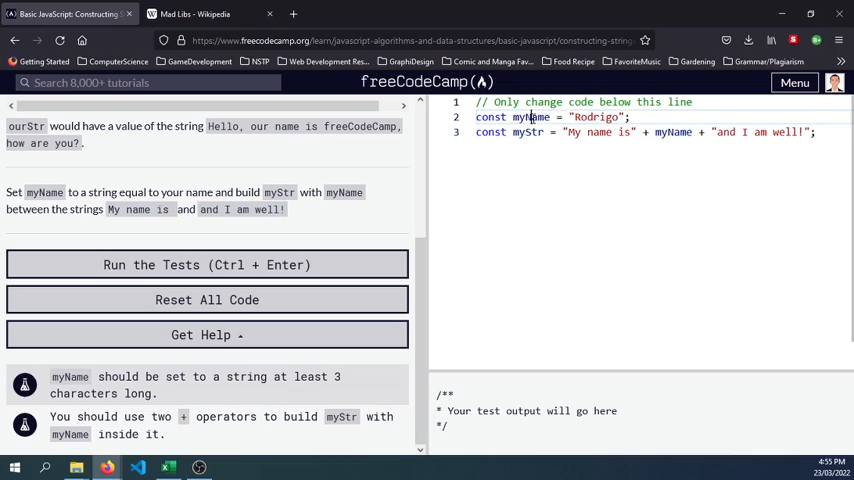 Basic JavaScript: Constructing S
Mad Libs - Wikipedia
https://www.freecodecamp.org/learn/javascript-algorithms-and-data-structures/basic-javascript/constructing-string
Getting Started
ComputerScience
GameDevelopment
NSTP
Web Development Res...
GraphiDesign
Comic and Manga Fav...
Food Recipe
FavoriteMusic
Gardening
Grammar/Plagiarism
Search 8,000+ tutorials
freeCodeCamp
Menu
ourStr would have a value of the string Hello, our name is freeCodeCamp,
how are you?.
Set myName to a string equal to your name and build myStr with myName
between the strings My name is and and I am well!
Run the Tests (Ctrl + Enter)
Reset All Code
Get Help
myName should be set to a string at least 3
characters long.
You should use two + operators to build myStr with
myName inside it.
1 // Only change code below this line
2 const myName = "Rodrigo";
3 const myStr = "My name is" + myName + "and I am well!";
/**
* Your test output will go here
*/
4:55 PM
23/03/2022